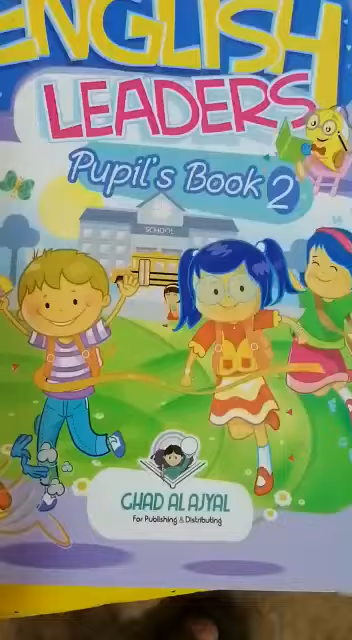 ENGLISH
LEADERS
Pupil's Book 2
SCHOOL
GHAD AL AJYAL
For Publishing & Distributing